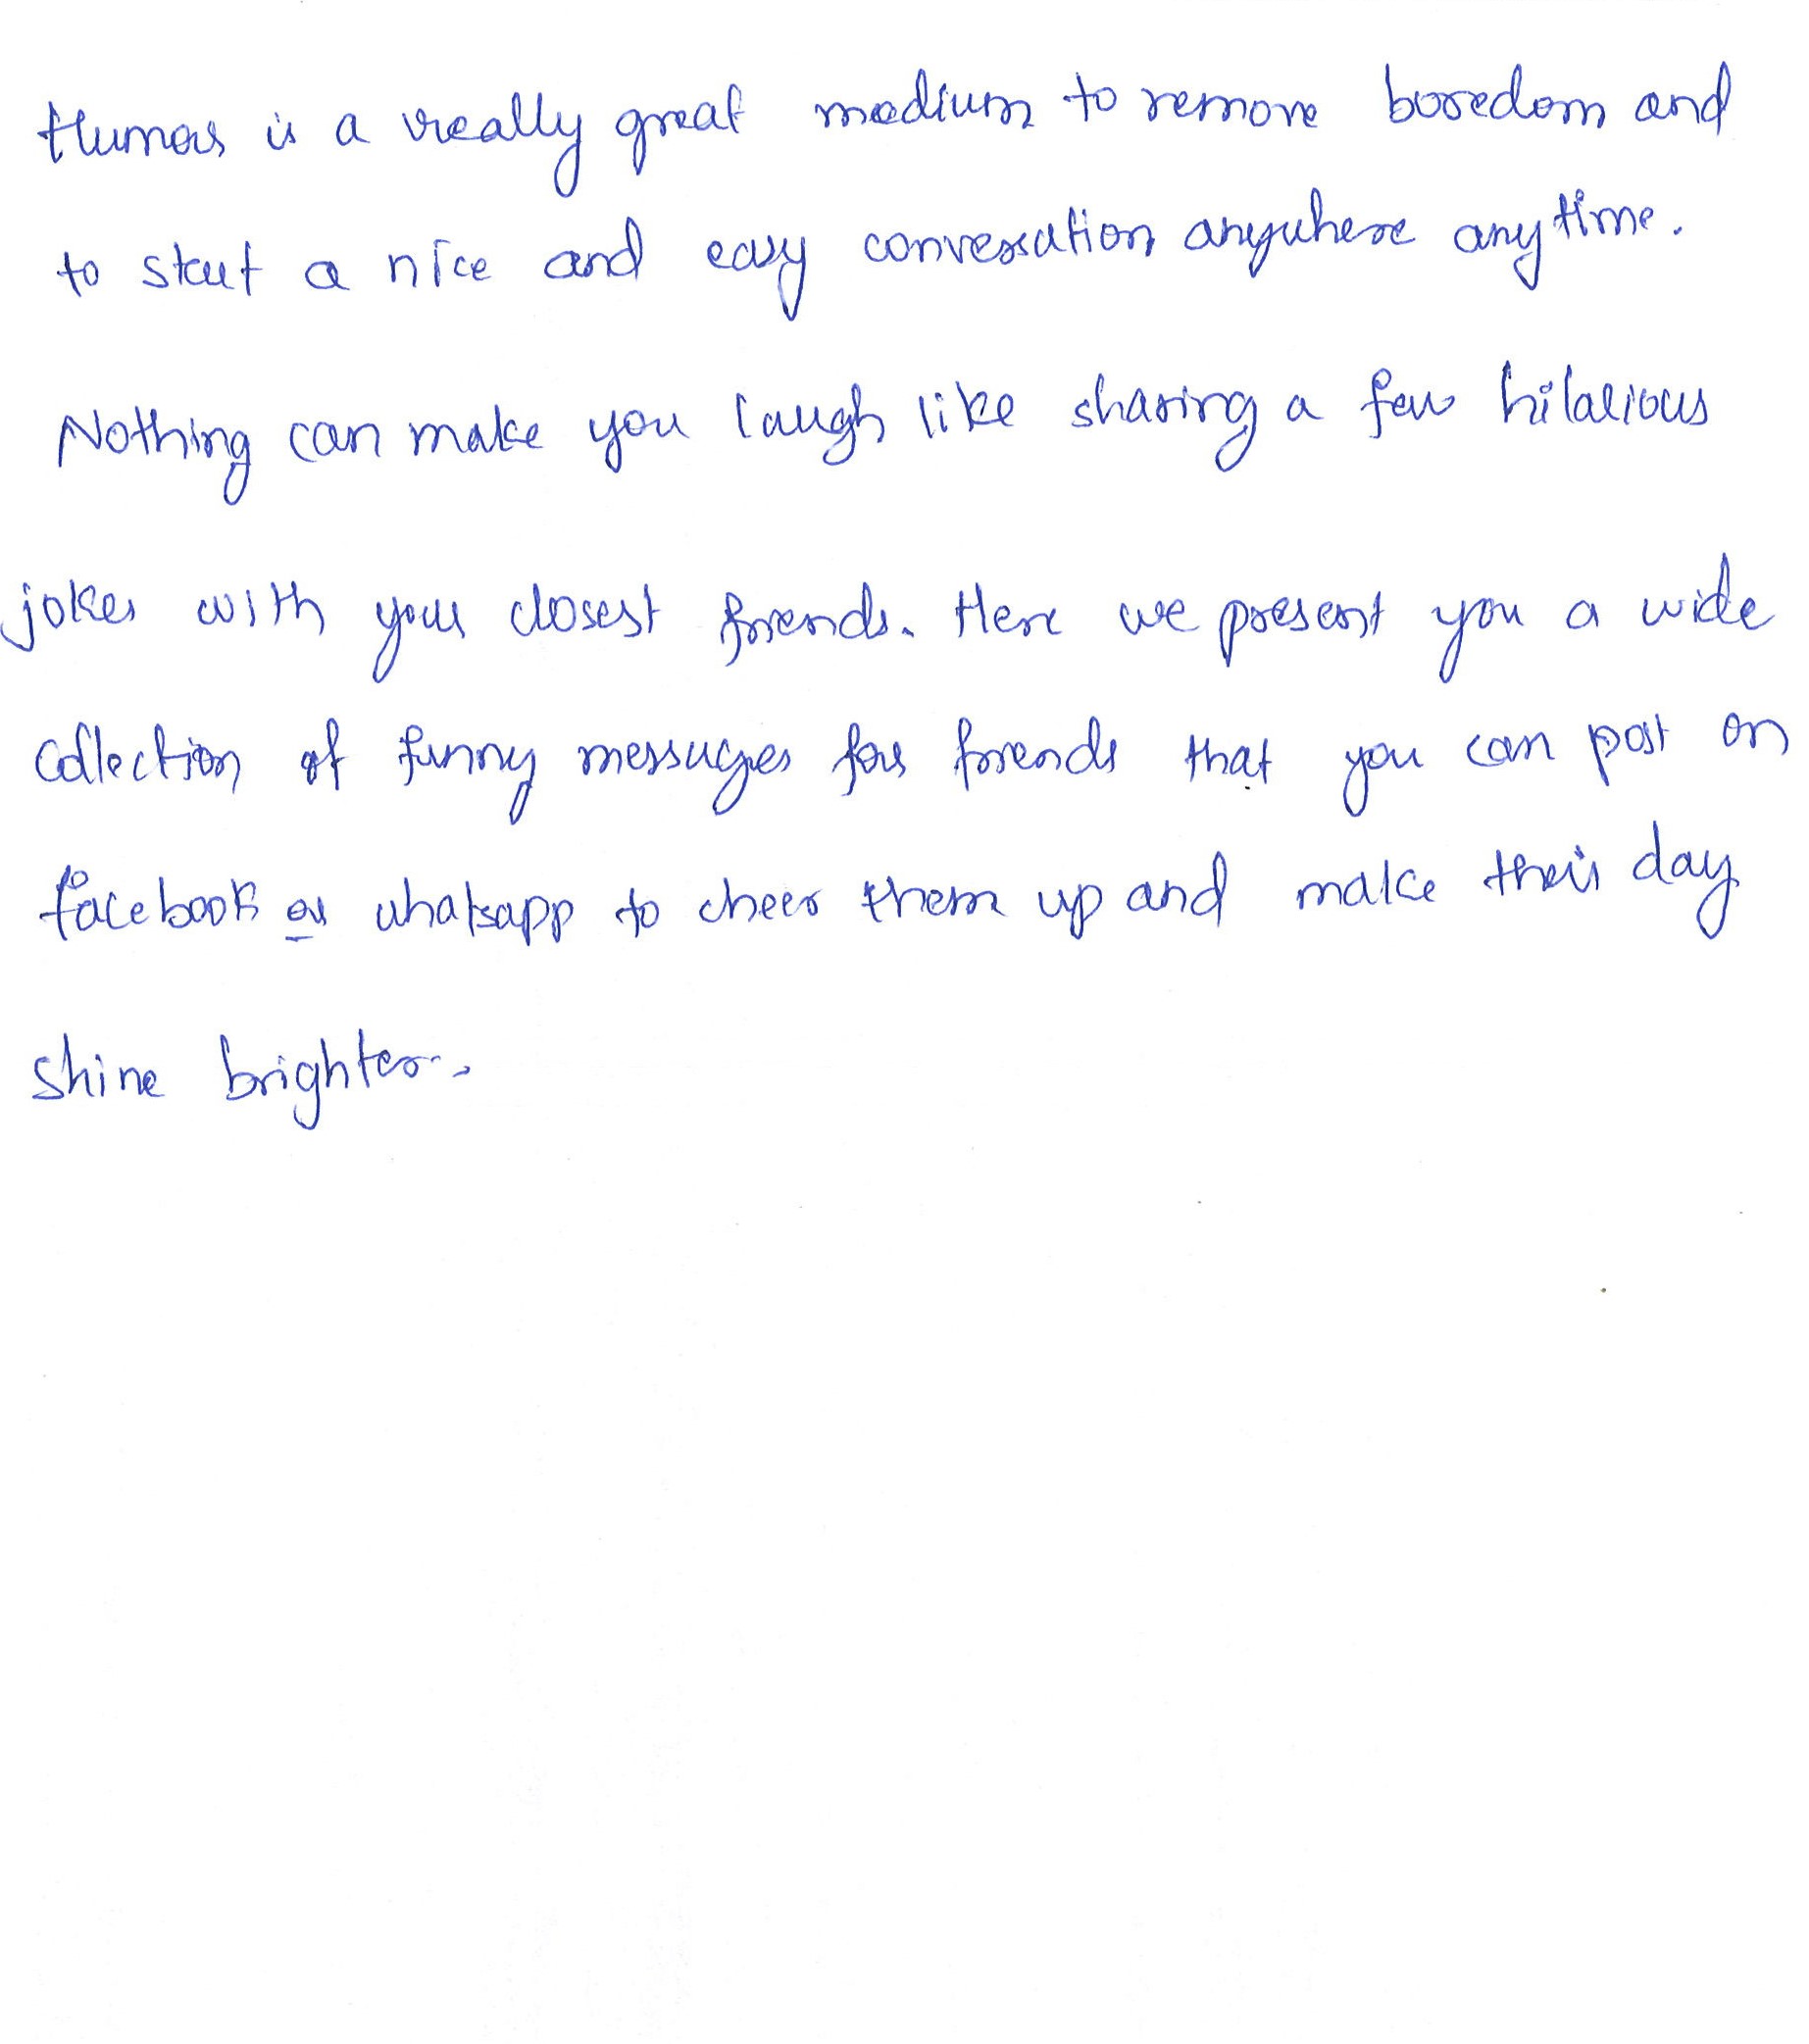 Humor is a really great medium to remove boredom and
to start a nice and easy conversation anywhere anytime.
Nothing can make you laugh like sharing a few hilarious
jokes with your closest friends. Here we present you a wide
collection of funny messages for friends that you can post on
facebook or whatsapp to cheer them up and make their day
shine brighter.